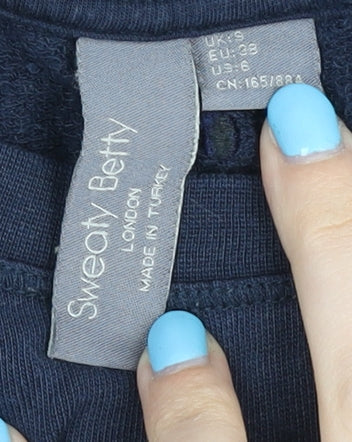 Sweaty Betty
LONDON
MADE IN TURKEY
UK:S
EU:38
US:6
CN:165/88A